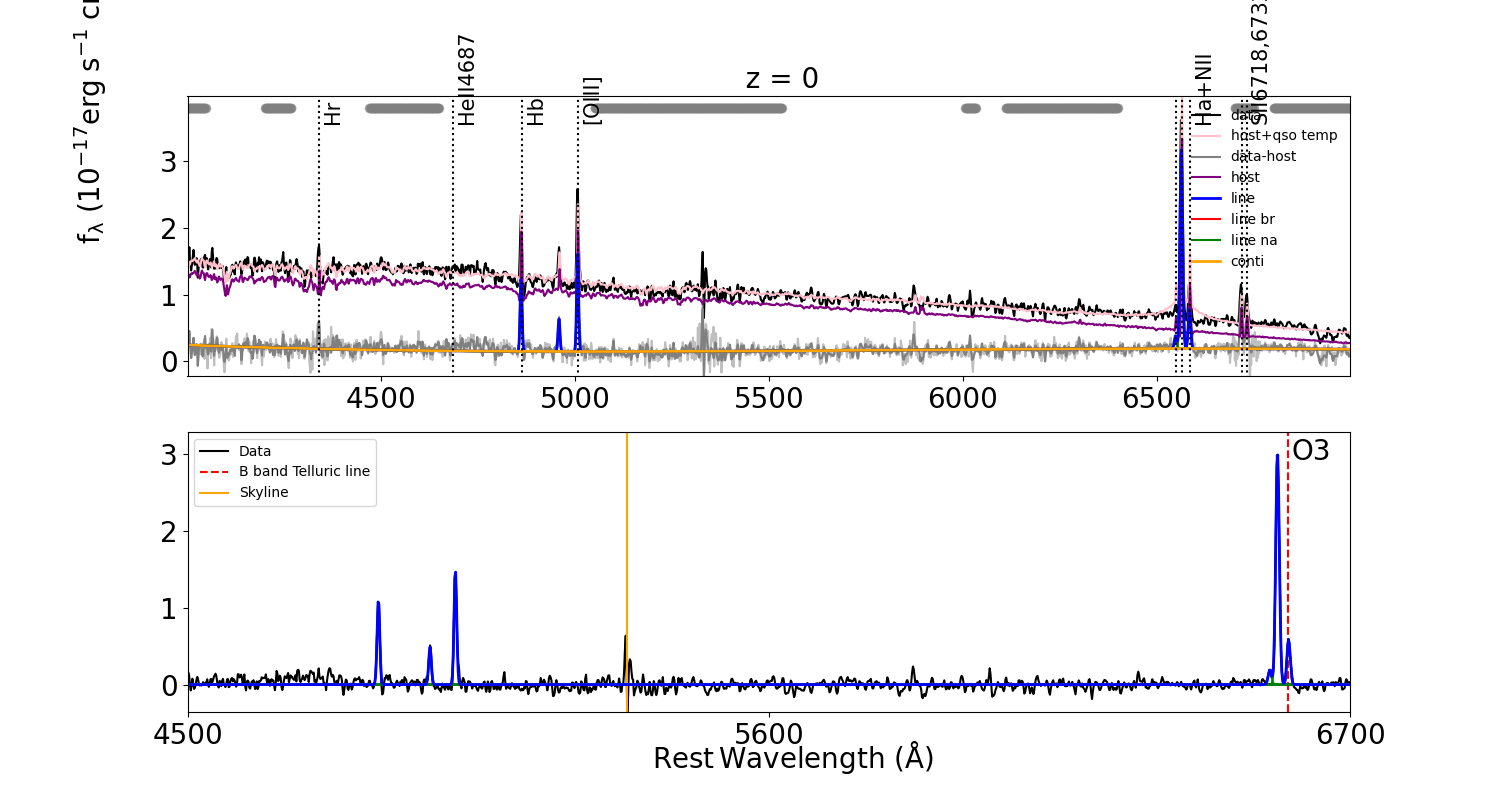 z = 0
f_λ (10^−17 erg s^−1
Hr
HeII4687
Hb
[OIII]
Ha+NII
data
host+qso temp
data-host
host
line
line br
line na
conti
3
2
1
0
4500 5000 5500 6000 6500
Data
B band Telluric line
Skyline
O3
3
2
1
0
4500 5600 6700
Rest Wavelength (Å)